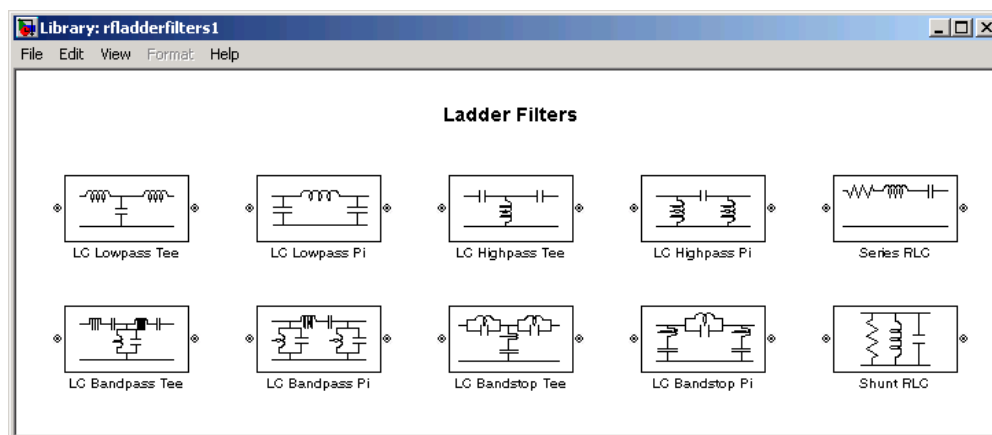 Library: rfladderfilters1
File Edit View Format Help
Ladder Filters
LC Lowpass Tee LC Lowpass Pi LC Highpass Tee LC Highpass Pi Series RLC
LC Bandpass Tee LC Bandpass Pi LC Bandstop Tee LC Bandstop Pi Shunt RLC